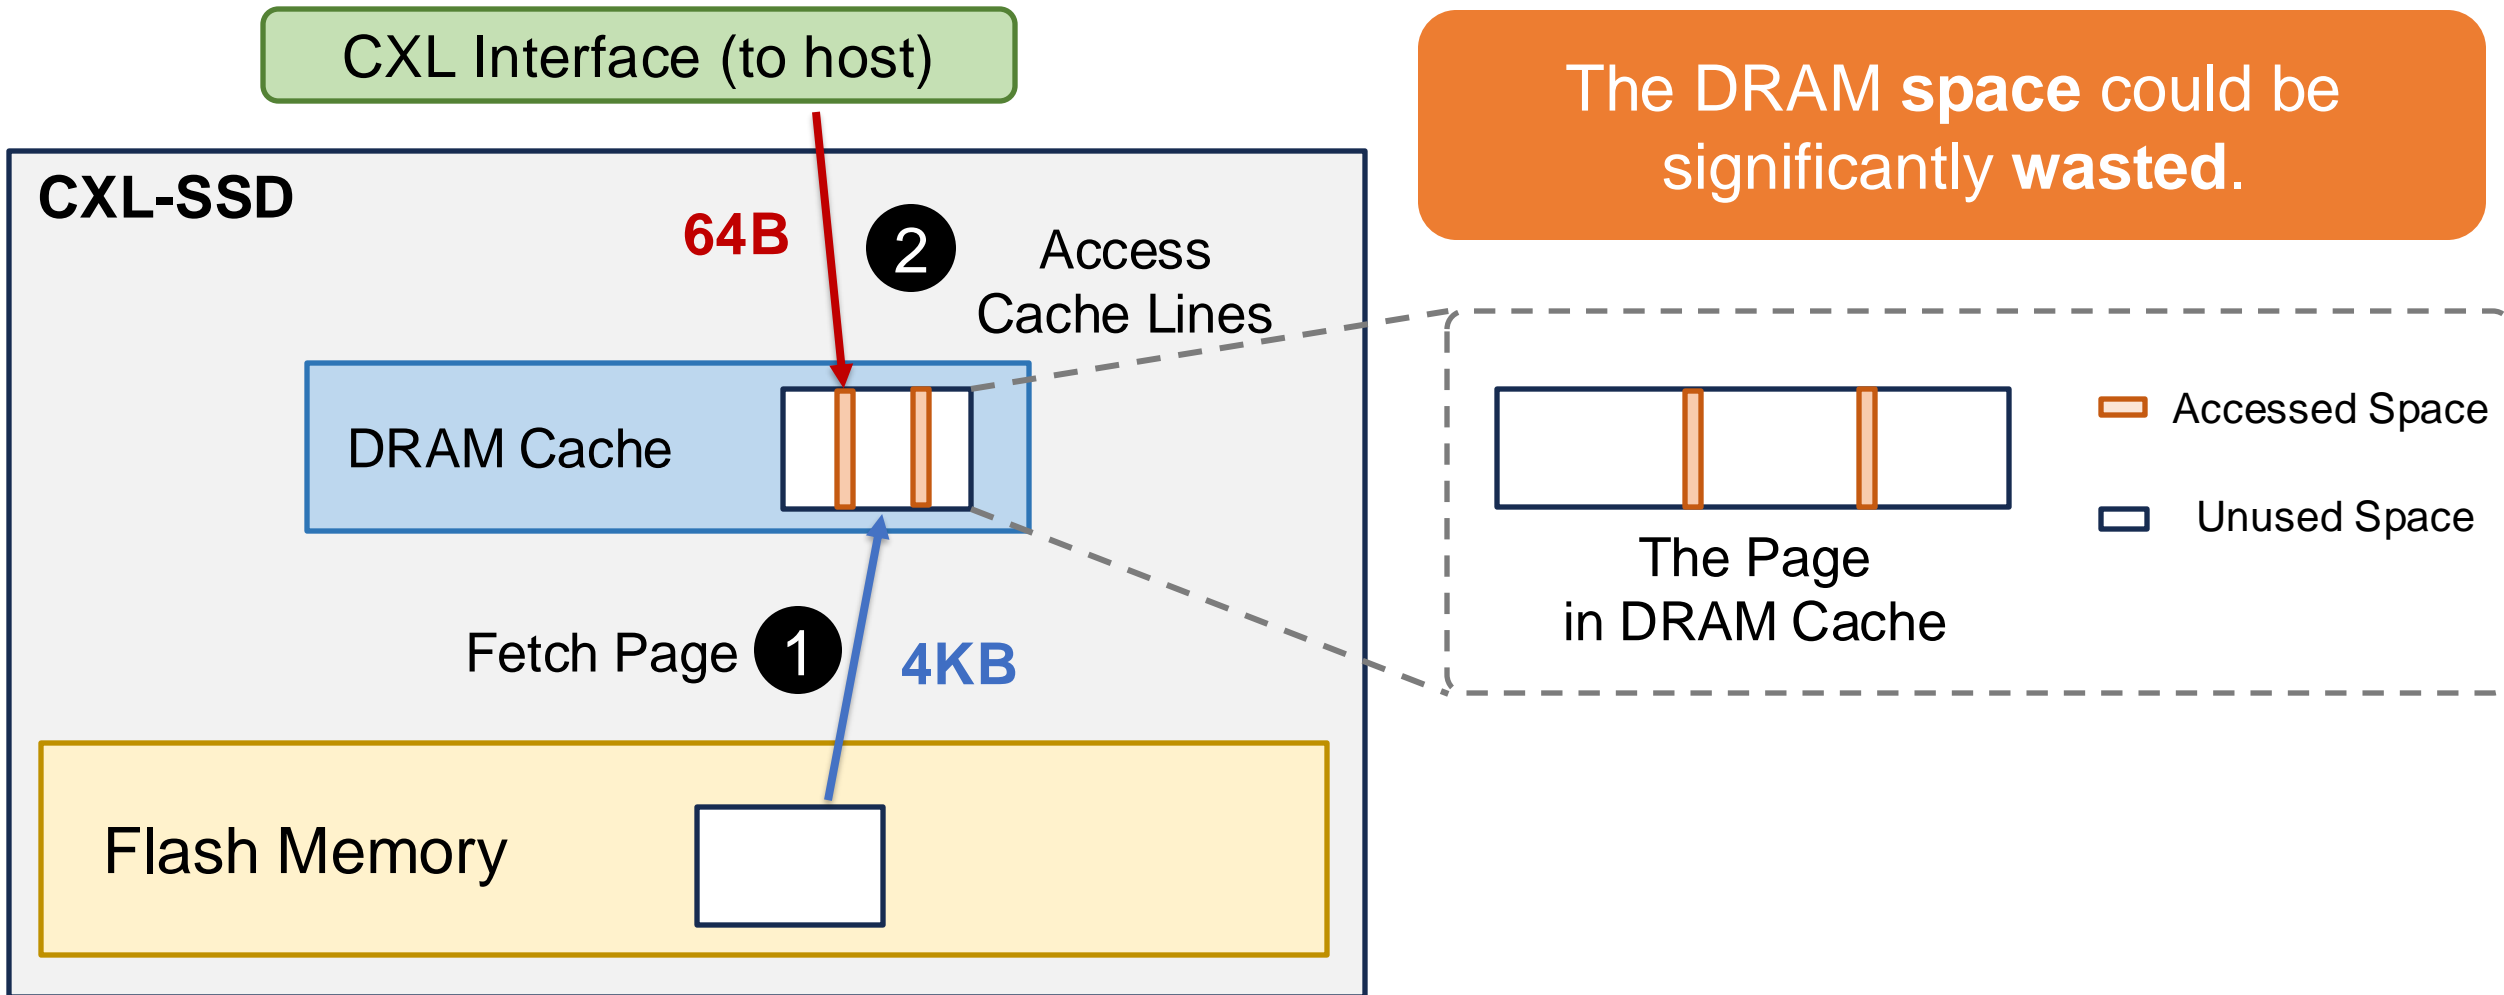 CXL Interface (to host)
The DRAM space could be
significantly wasted.
CXL-SSD
64B
2
Access
Cache Lines
DRAM Cache
Accessed Space
Unused Space
The Page
in DRAM Cache
Fetch Page
1
4KB
Flash Memory